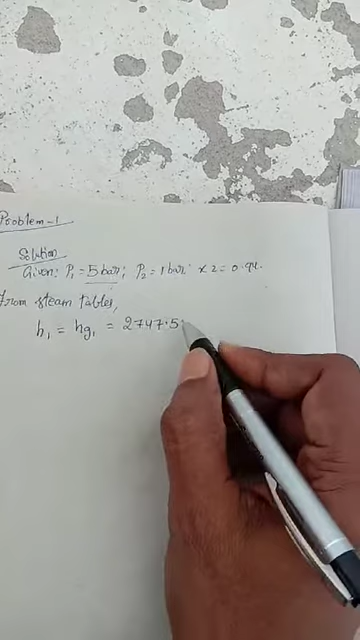 Problem-1
Solution
Given: P₁ = 5 bar; P₂ = 1 bar x 2 = 0.94.
From steam tables,
h₁ = hg₁ = 2747.5